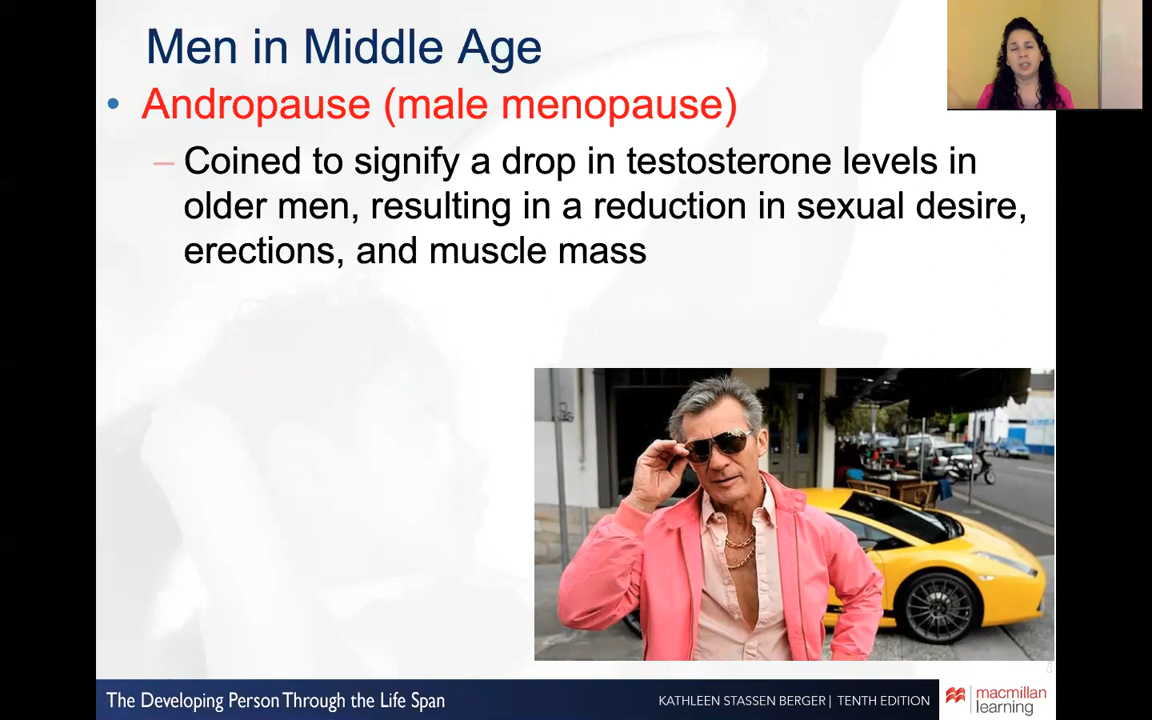 Men in Middle Age
• Andropause (male menopause)
– Coined to signify a drop in testosterone levels in
older men, resulting in a reduction in sexual desire,
erections, and muscle mass
The Developing Person Through the Life Span
KATHLEEN STASSEN BERGER | TENTH EDITION
macmillan
learning